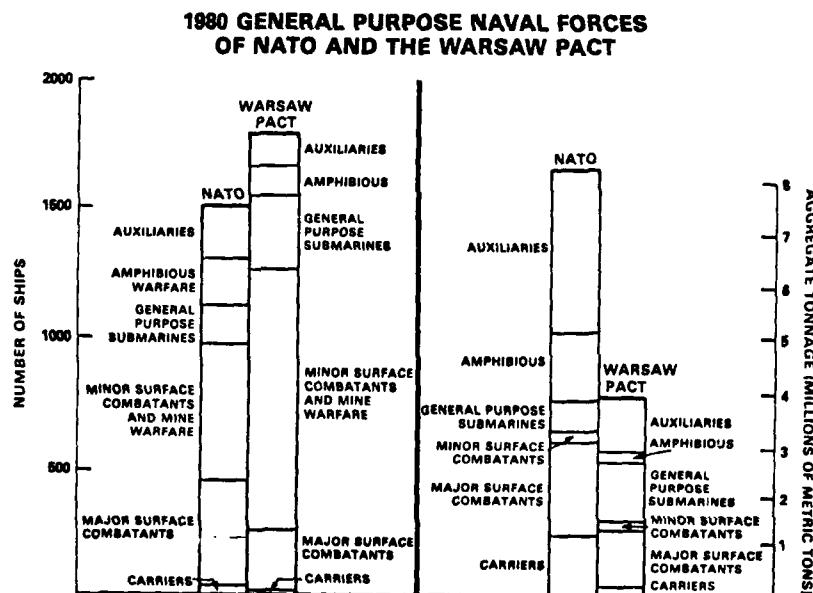 1980 GENERAL PURPOSE NAVAL FORCES
OF NATO AND THE WARSAW PACT
NUMBER OF SHIPS
2000
1500
1000
500
NATO
AUXILIARIES
AMPHIBIOUS
WARFARE
GENERAL
PURPOSE
SUBMARINES
MINOR SURFACE
COMBATANTS
AND MINE
WARFARE
MAJOR SURFACE
COMBATANTS
CARRIERS
WARSAW
PACT
AUXILIARIES
AMPHIBIOUS
GENERAL
PURPOSE
SUBMARINES
MINOR SURFACE
COMBATANTS
AND MINE
WARFARE
MAJOR SURFACE
COMBATANTS
CARRIERS
NATO
AUXILIARIES
AMPHIBIOUS
GENERAL PURPOSE
SUBMARINES
MINOR SURFACE
COMBATANTS
MAJOR SURFACE
COMBATANTS
CARRIERS
WARSAW
PACT
AUXILIARIES
AMPHIBIOUS
GENERAL
PURPOSE
SUBMARINES
MINOR SURFACE
COMBATANTS
MAJOR SURFACE
COMBATANTS
CARRIERS
8
7
6
5
4
3
2
1
AGGREGATE TONNAGE (MILLIONS OF METRIC TONS)